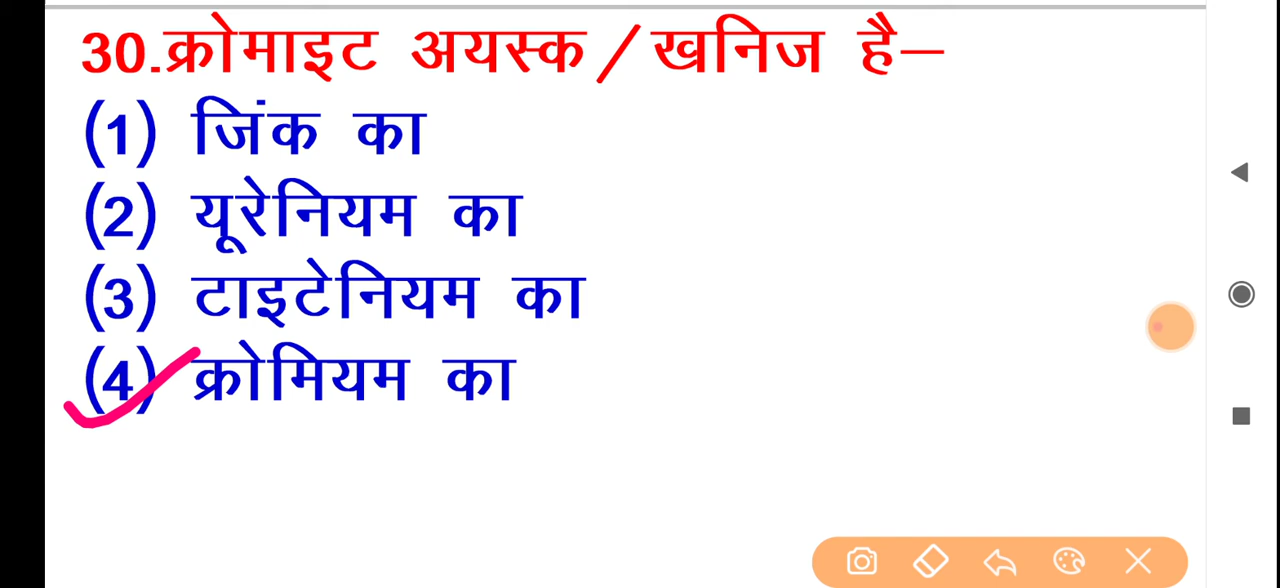 30.क्रोमाइट अयस्क/खनिज है–
(1) जिंक का
(2) यूरेनियम का
(3) टाइटेनियम का
(4) क्रोमियम का